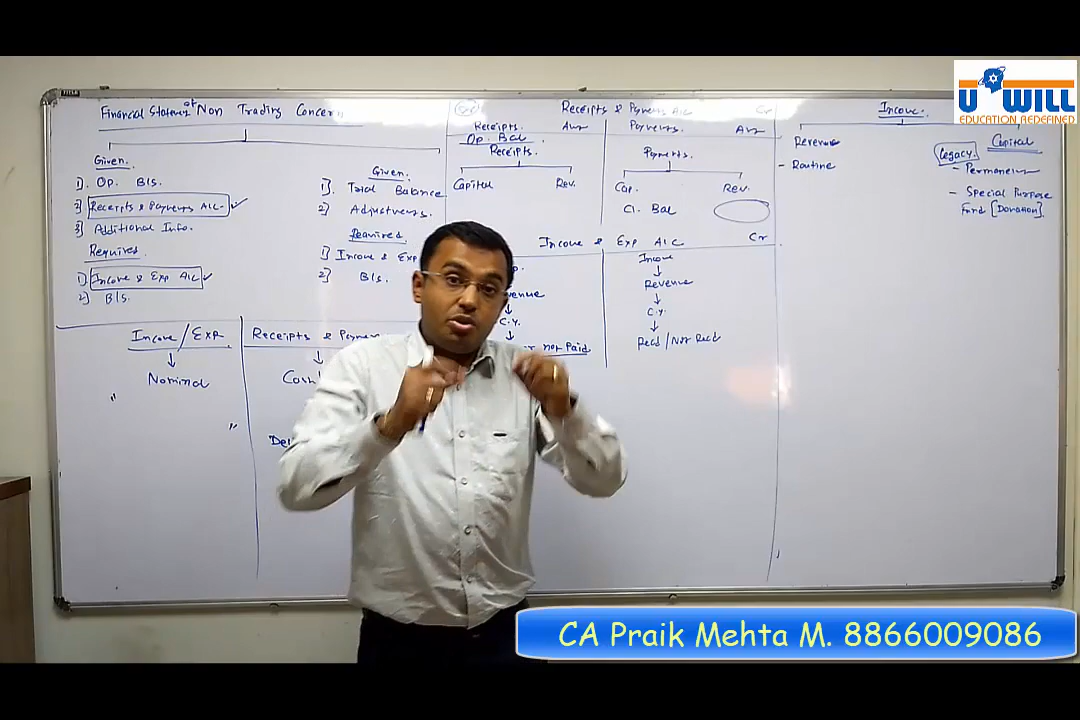 Financial Statement of Non Trading Concern
Given
1). Op. B/s.
2) Receipts & Payments A/c.
3) Additional Info.
Required
1) Income & Exp A/c
2) B/s.
Given
1). Trial Balance
2) Adjustments.
Required
1) Income & Exp
2) B/s.
Income/Exp
Nominal
"
"
Receipts &
Cash
Receipts & Payments A/c Cr
Receipts. Amt Payments. Amt
Op. Bal
Receipts.
Capital Rev.
Payments.
Cap. Rev.
Cl. Bal
Income & Exp A/c Cr
C.Y.
or not Paid
Income
Revenue
C.Y.
Recd / Not Recd
Income.
Revenue
- Routine
Capital
Legacy.
- Permanent
- Special Purpose
Fund [Donation]
U WILL
EDUCATION REDEFINED
CA Praik Mehta M. 8866009086